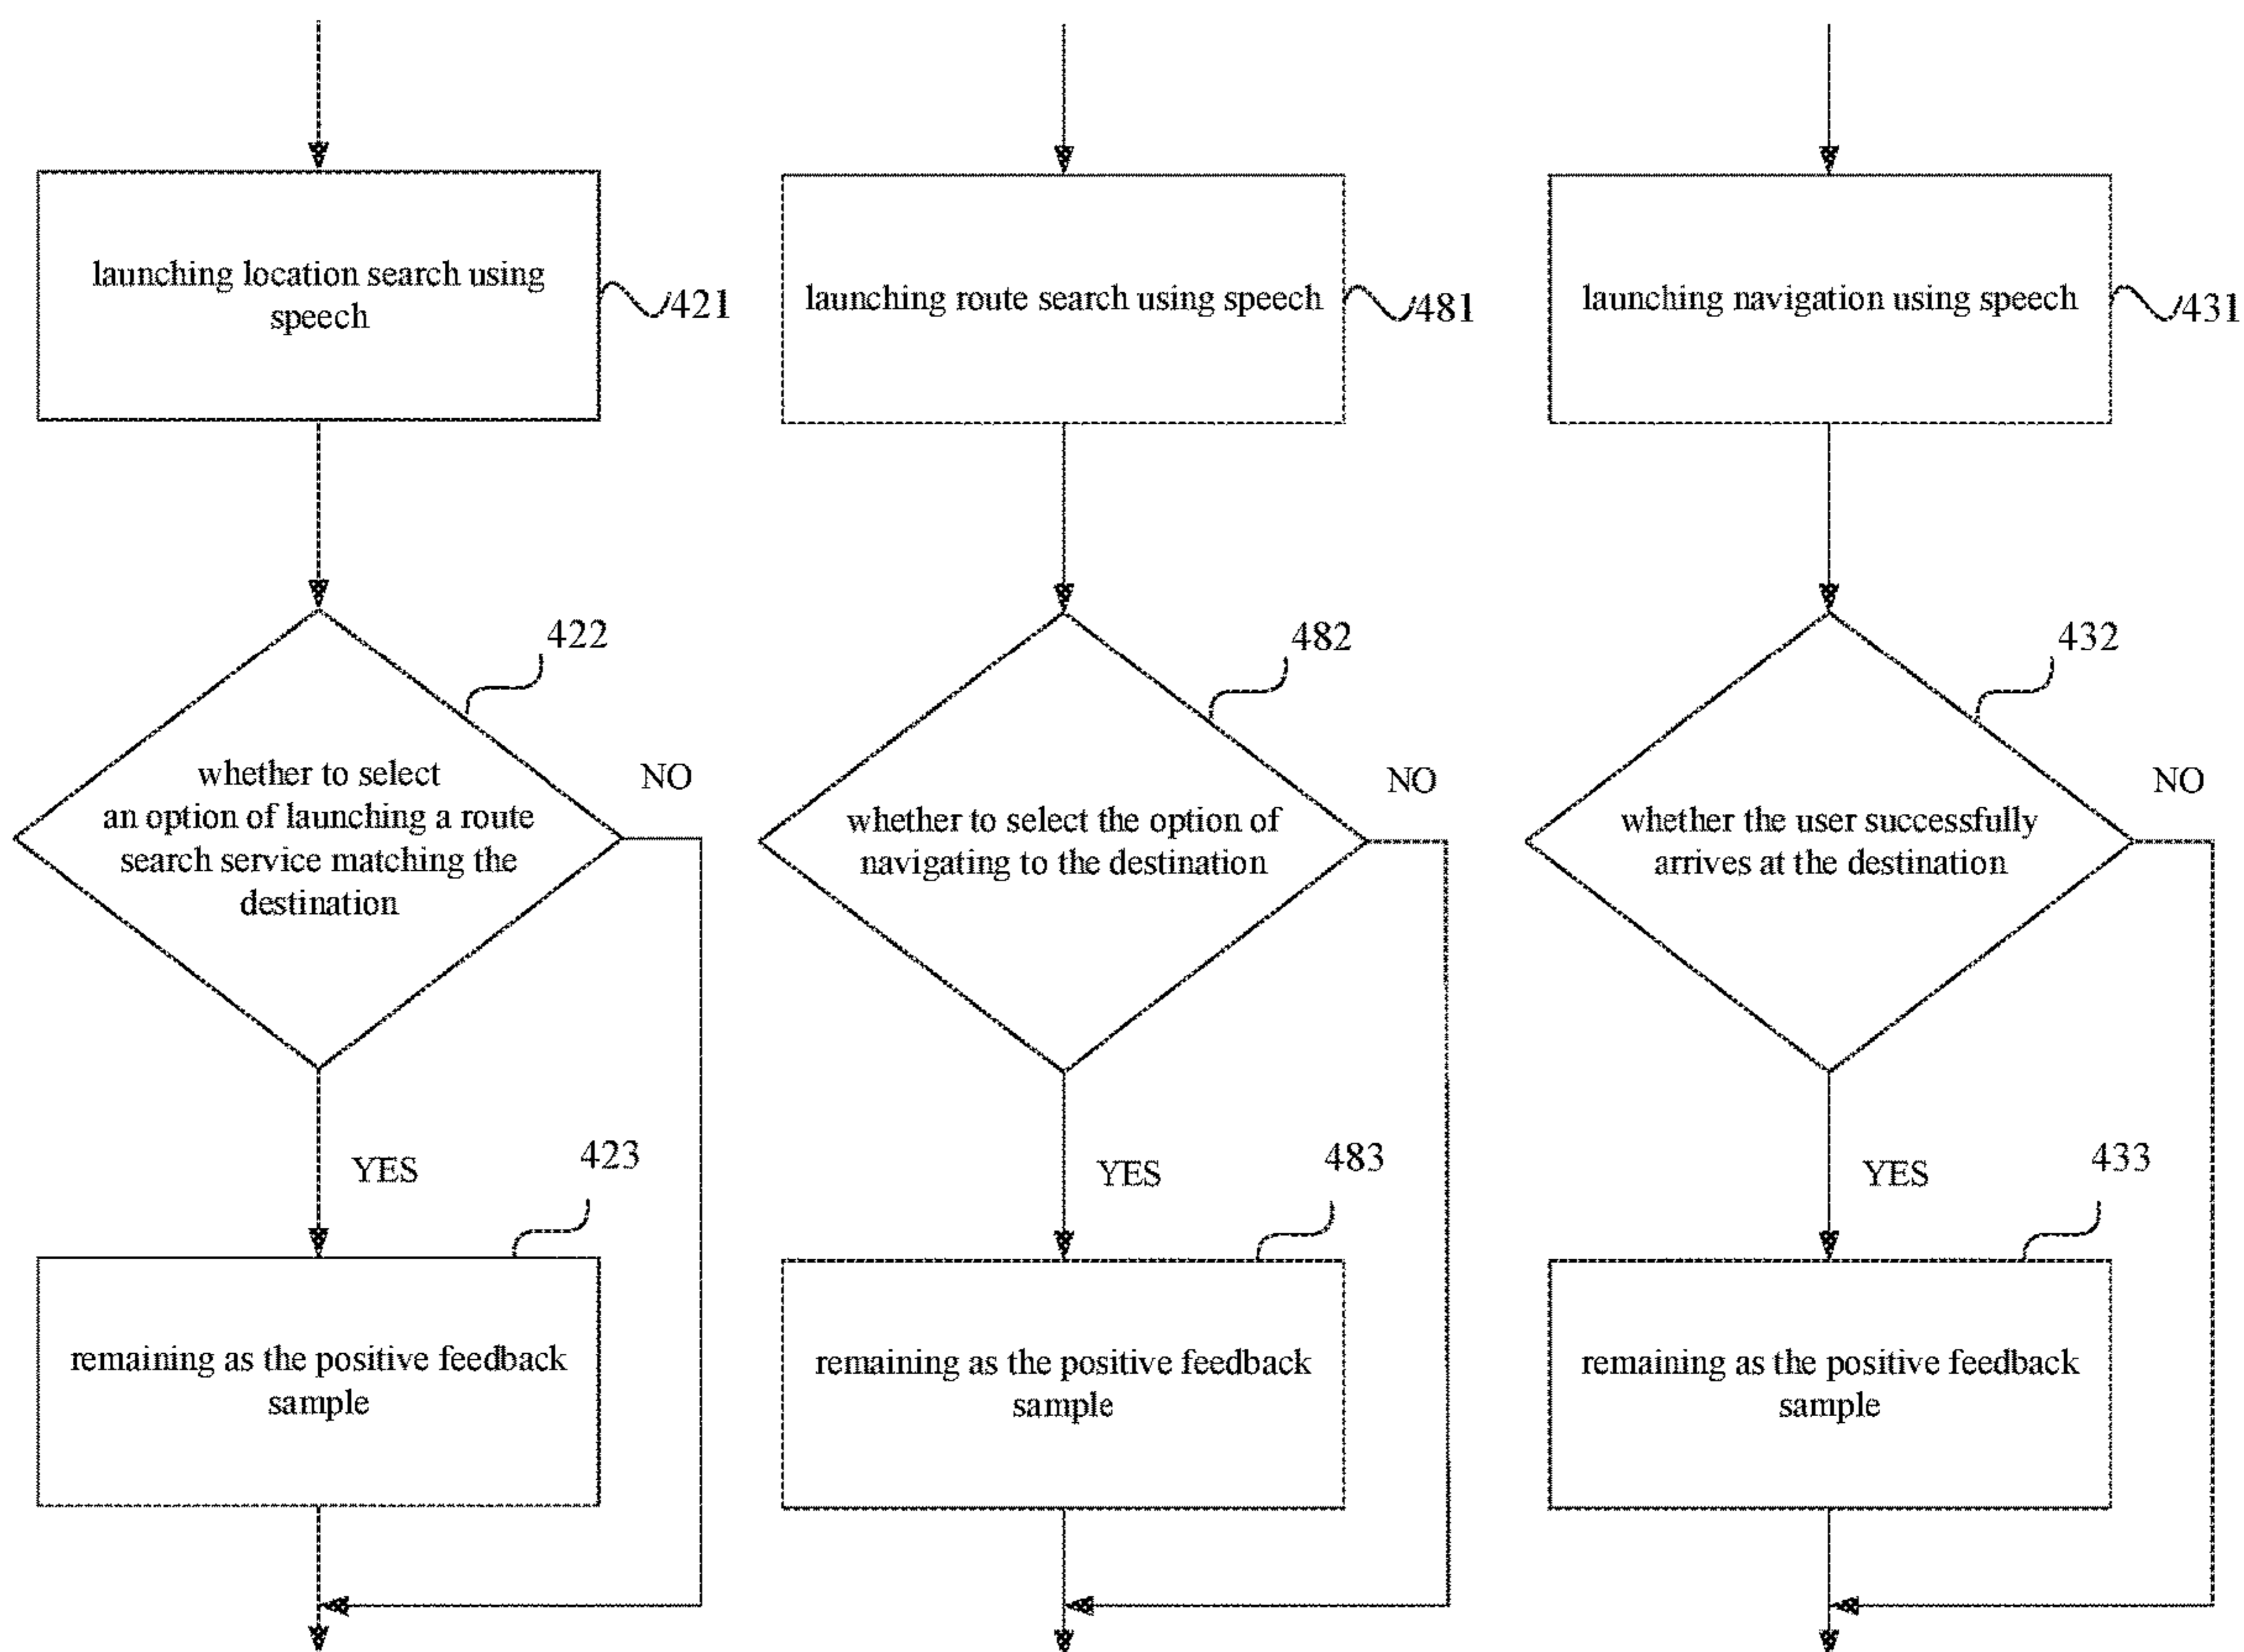 launching location search using
speech
421
422
whether to select
an option of launching a route
search service matching the
destination
NO
YES
423
remaining as the positive feedback
sample
launching route search using speech
481
482
whether to select the option of
navigating to the destination
NO
YES
483
remaining as the positive feedback
sample
launching navigation using speech
431
432
whether the user successfully
arrives at the destination
NO
YES
433
remaining as the positive feedback
sample